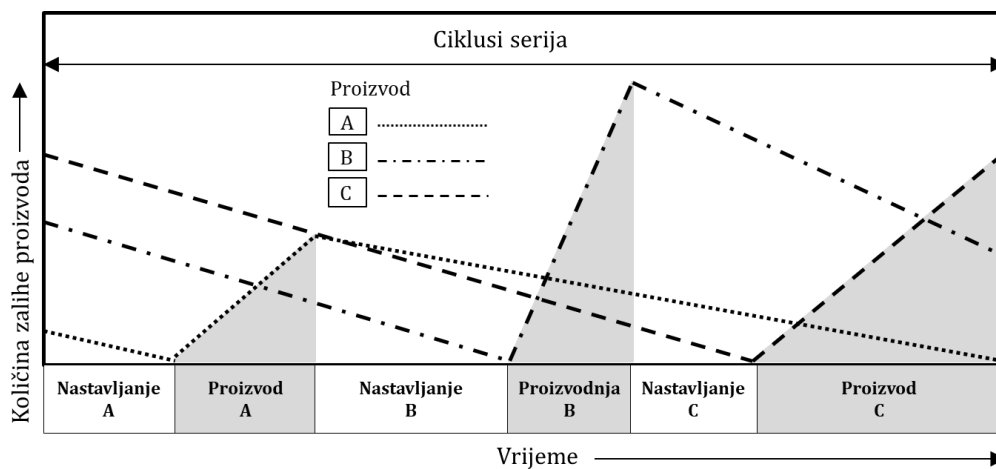 Ciklusi serija
Proizvod
A
B
C
Količina zalihe proizvoda
Nastavljanje
A
Proizvod
A
Nastavljanje
B
Proizvodnja
B
Nastavljanje
C
Proizvod
C
Vrijeme